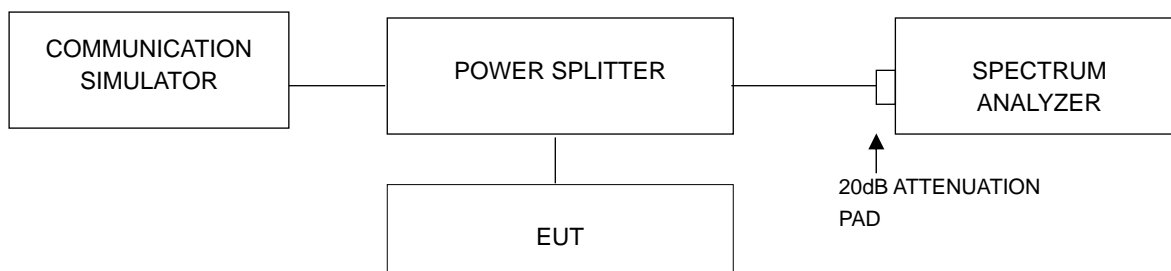 COMMUNICATION
SIMULATOR
POWER SPLITTER
SPECTRUM
ANALYZER
20dB ATTENUATION
PAD
EUT